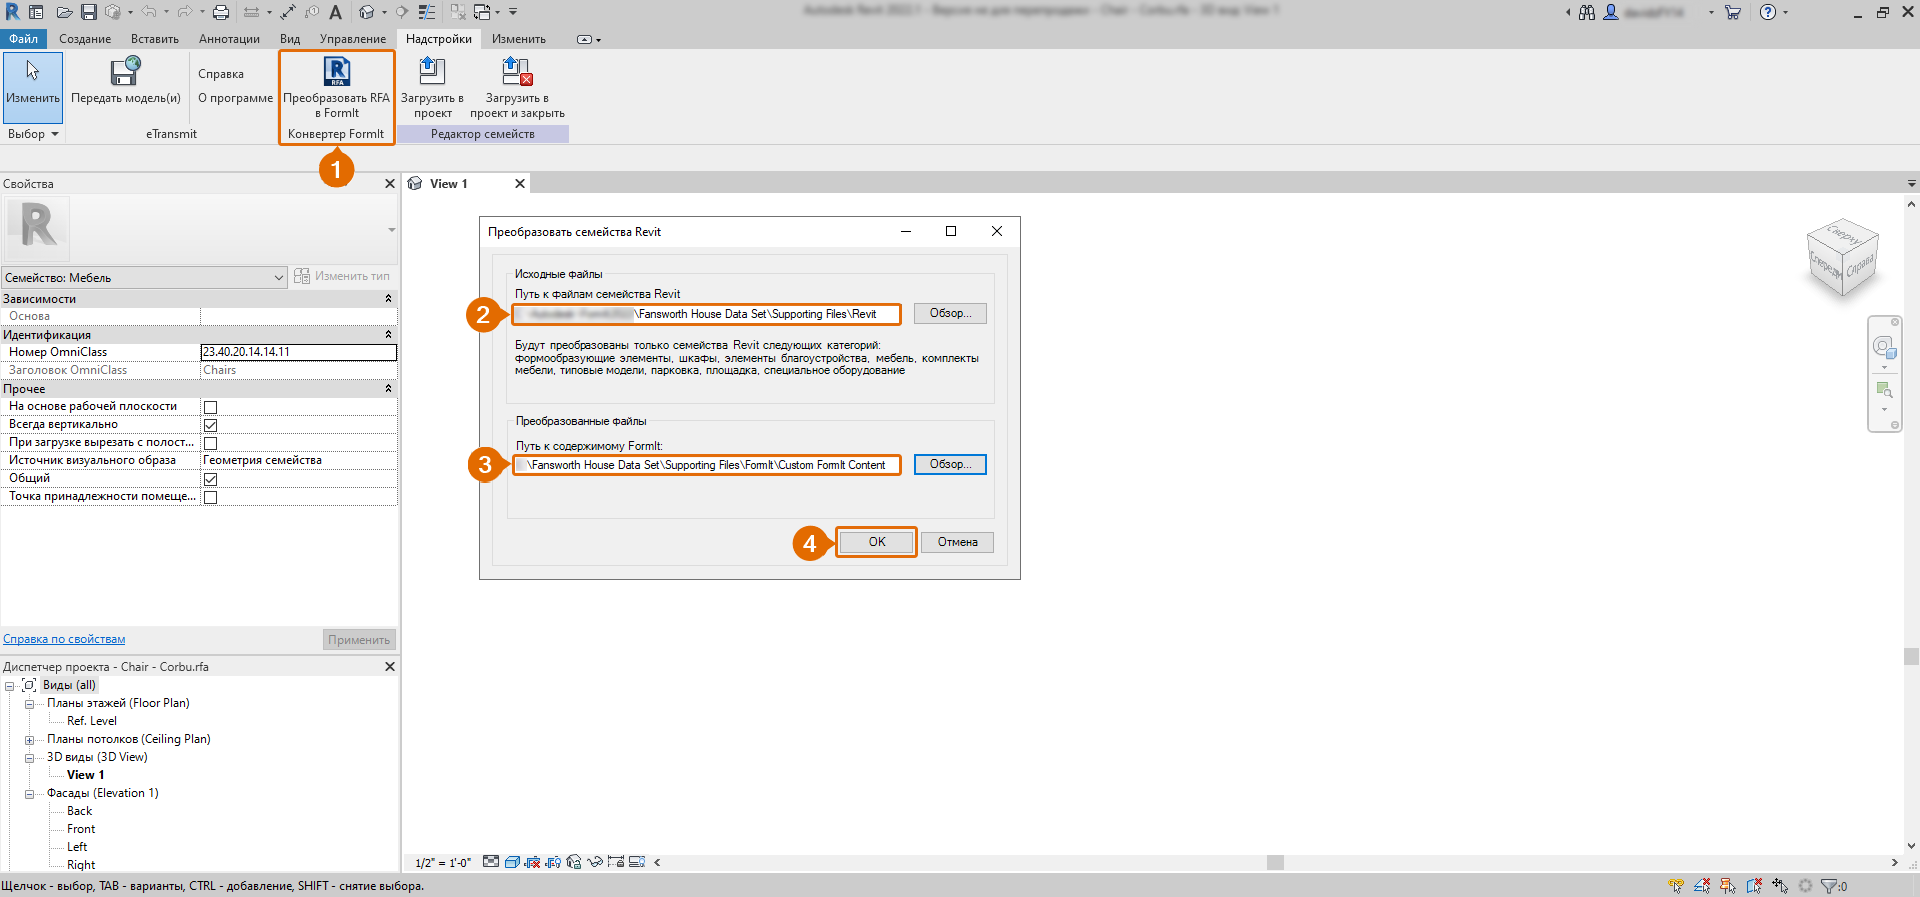 Файл Создание Вставить Аннотации Вид Управление Надстройки Изменить
Изменить
Выбор
Передать модель(и)
Справка
О программе
eTransmit
RFA
Преобразовать RFA
в FormIt
Конвертер FormIt
Загрузить в
проект
Загрузить в
проект и закрыть
Редактор семейств
1
Свойства
Семейство: Мебель
Изменить тип
Зависимости
Основа
Идентификация
Номер OmniClass 23.40.20.14.14.11
Заголовок OmniClass Chairs
Прочее
На основе рабочей плоскости
Всегда вертикально
При загрузке вырезать с полост...
Источник визуального образа Геометрия семейства
Общий
Точка принадлежности помеще...
Справка по свойствам
Применить
Диспетчер проекта - Chair - Corbu.rfa
Виды (all)
Планы этажей (Floor Plan)
Ref. Level
Планы потолков (Ceiling Plan)
3D виды (3D View)
View 1
Фасады (Elevation 1)
Back
Front
Left
Right
View 1
Преобразовать семейства Revit
Исходные файлы
Путь к файлам семейства Revit
2
\Fansworth House Data Set\Supporting Files\Revit
Обзор...
Будут преобразованы только семейства Revit следующих категорий:
формообразующие элементы, шкафы, элементы благоустройства, мебель, комплекты
мебели, типовые модели, парковка, площадка, специальное оборудование
Преобразованные файлы
Путь к содержимому FormIt:
3
\Fansworth House Data Set\Supporting Files\FormIt\Custom FormIt Content
Обзор...
4
OK
Отмена
Сверху
Спереди
Справа
1/2" = 1'-0"
Щелчок - выбор, TAB - варианты, CTRL - добавление, SHIFT - снятие выбора.
:0